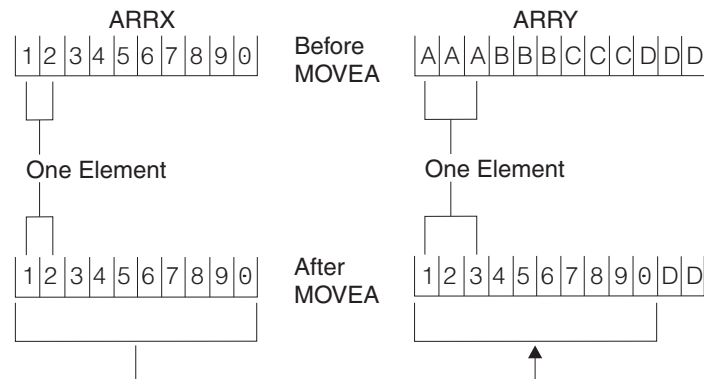 ARRX ARRY
1 2 3 4 5 6 7 8 9 0 Before MOVEA A A A B B B C C C D D D
One Element One Element
1 2 3 4 5 6 7 8 9 0 After MOVEA 1 2 3 4 5 6 7 8 9 0 D D